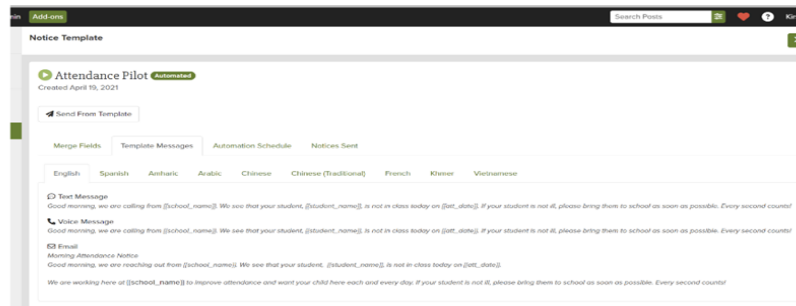 min Add-ons Search Posts ? Kir
Notice Template
Attendance Pilot Automated
Created April 19, 2021
Send From Template
Merge Fields Template Messages Automation Schedule Notices Sent
English Spanish Amharic Arabic Chinese Chinese (Traditional) French Khmer Vietnamese
Text Message
Good morning, we are calling from [[school_name]]. We see that your student, [[student_name]], is not in class today on [[att_date]]. If your student is not ill, please bring them to school as soon as possible. Every second counts!
Voice Message
Good morning, we are calling from [[school_name]]. We see that your student, [[student_name]], is not in class today on [[att_date]]. If your student is not ill, please bring them to school as soon as possible. Every second counts!
Email
Morning Attendance Notice
Good morning, we are reaching out from [[school_name]]. We see that your student, [[student_name]], is not in class today on [[att_date]].
We are working here at [[school_name]] to improve attendance and want your child here each and every day. If your student is not ill, please bring them to school as soon as possible. Every second counts!